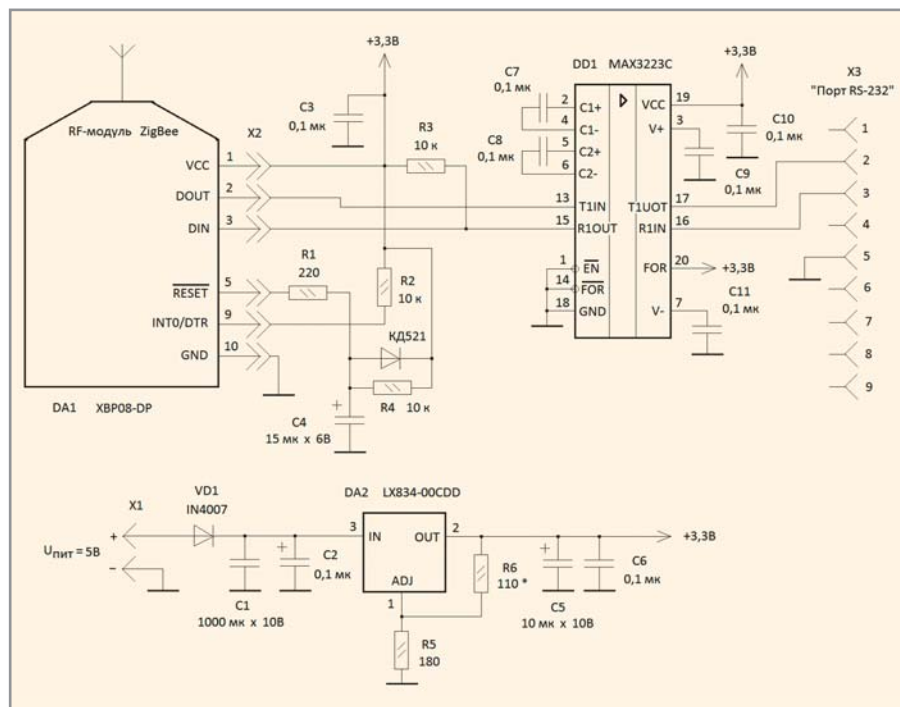 +3,3В
C3
0,1 мк
RF-модуль ZigBee
X2
R3
10 к
VCC
1
DOUT
2
DIN
3
RESET
5
INT0/DTR
9
GND
10
R1
220
R2
10 к
КД521
R4 10 к
+
C4
15 мк х 6В
DA1 XBP08-DP
DD1 MAX3223C
C7
0,1 мк
C8
0,1 мк
2
C1+
4
C1-
5
C2+
6
C2-
13
T1IN
15
R1OUT
1
EN
14
FOR
18
GND
VCC
19
V+
3
T1UOT
17
R1IN
16
FOR
20
+3,3В
V-
7
+3,3В
C10
0,1 мк
C9
0,1 мк
C11
0,1 мк
X3
"Порт RS-232"
1
2
3
4
5
6
7
8
9
X1
+
Uпит = 5В
–
VD1
IN4007
C1
1000 мк х 10В
+
C2
0,1 мк
DA2 LX834-00CDD
3
IN
OUT
2
ADJ
1
R6
110 *
R5
180
+
C5
10 мк х 10В
C6
0,1 мк
+3,3В